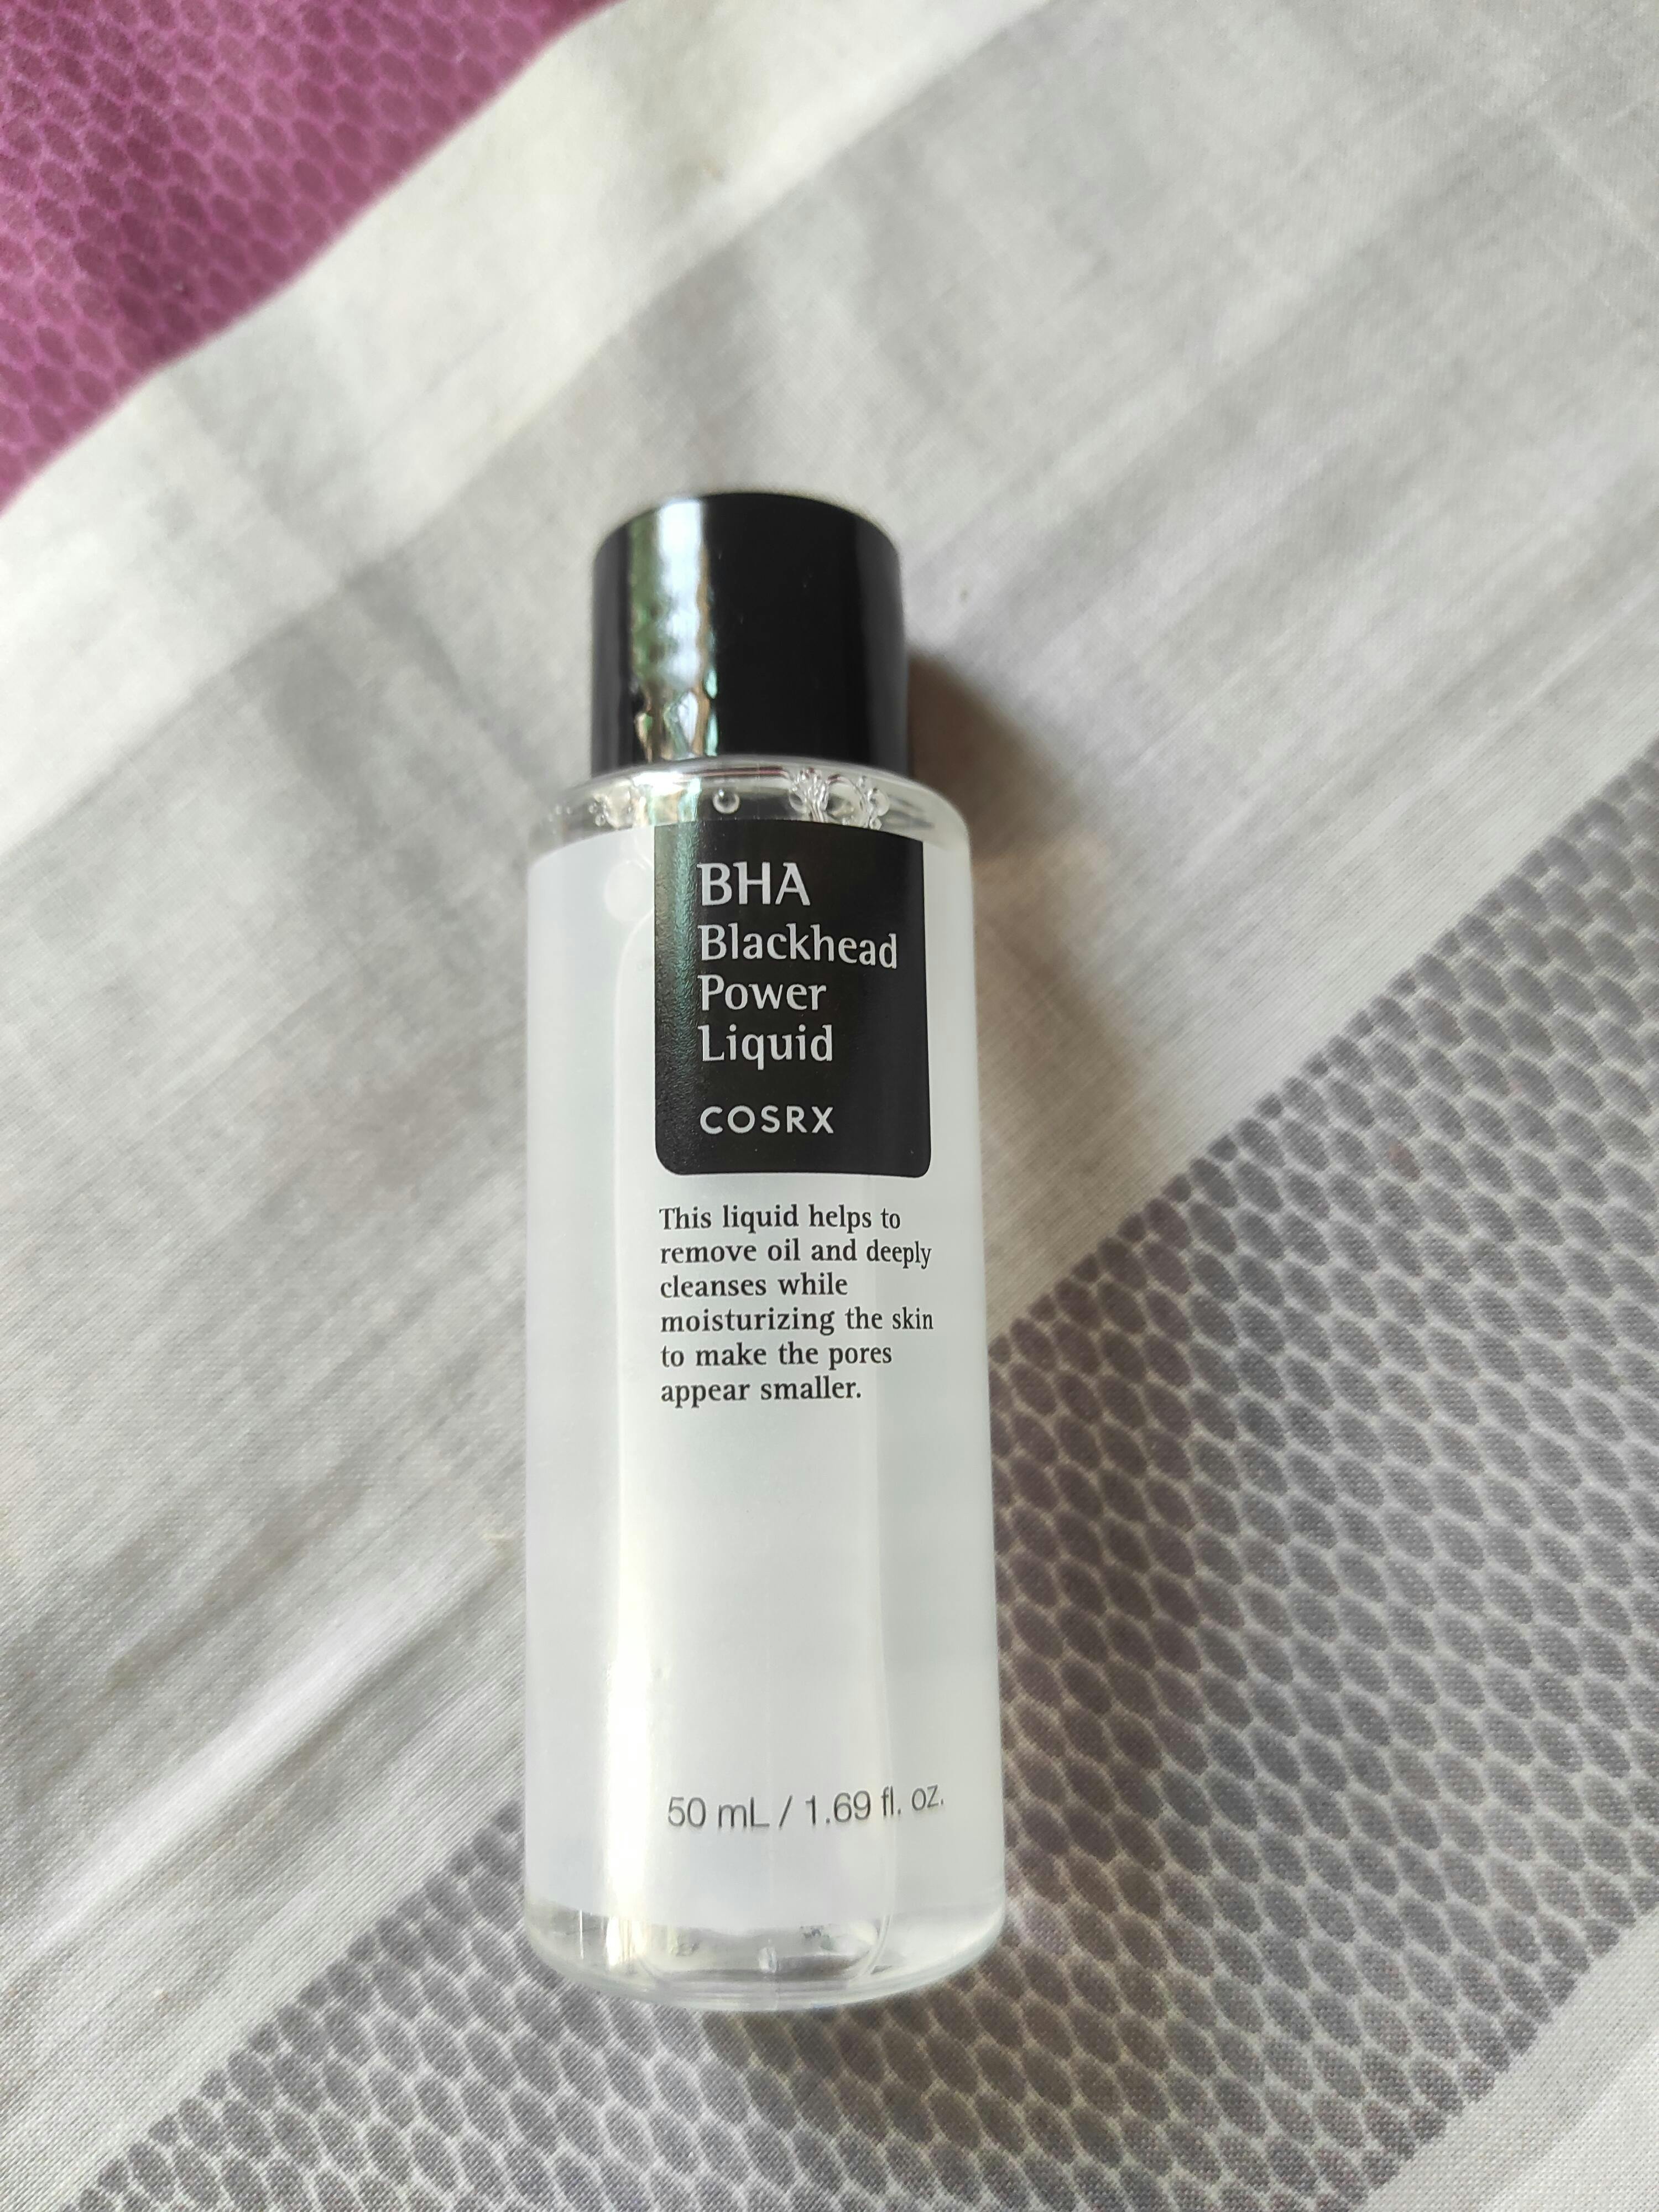 BHA
Blackhead
Power
Liquid
COSRX
This liquid helps to
remove oil and deeply
cleanses while
moisturizing the skin
to make the pores
appear smaller.
50 mL / 1.69 fl. oz.